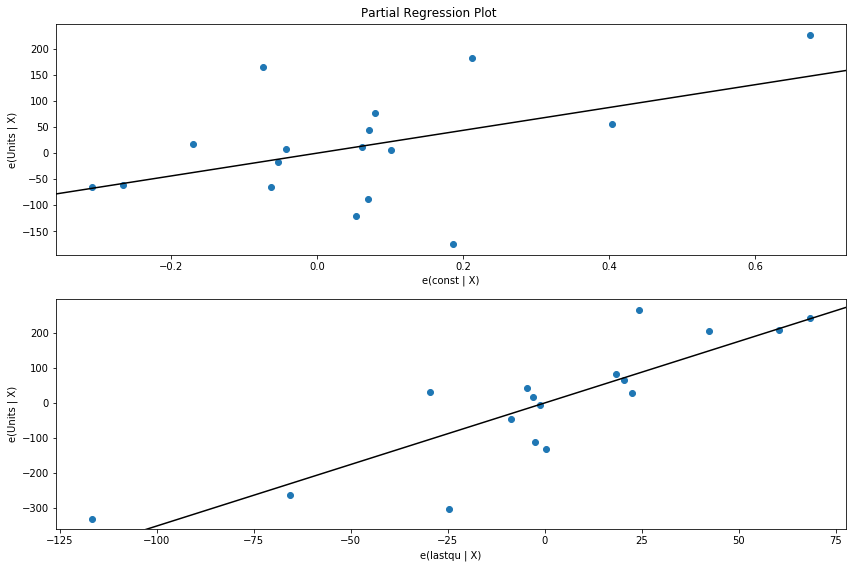 Partial Regression Plot
200
150
100
50
0
−50
−100
−150
e(Units | X)
−0.2 0.0 0.2 0.4 0.6
e(const | X)
200
100
0
−100
−200
−300
e(Units | X)
−125 −100 −75 −50 −25 0 25 50 75
e(lastqu | X)